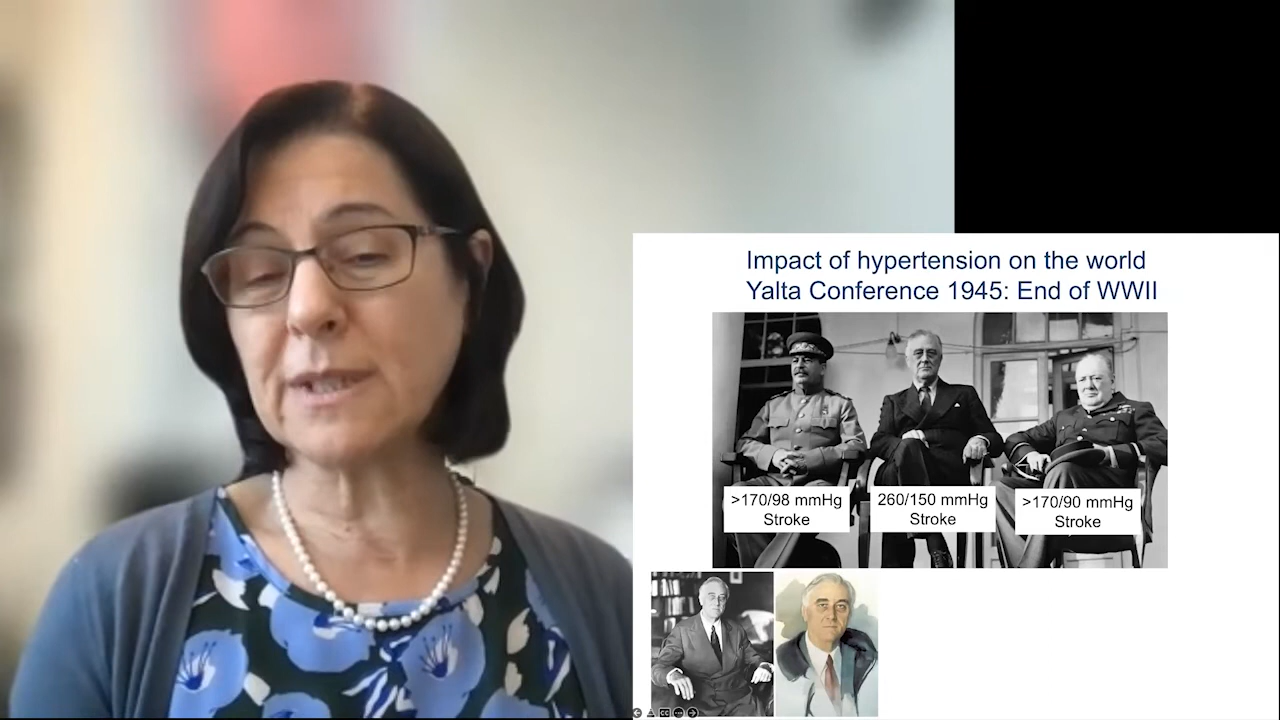 Impact of hypertension on the world
Yalta Conference 1945: End of WWII
>170/98 mmHg
Stroke
260/150 mmHg
Stroke
>170/90 mmHg
Stroke